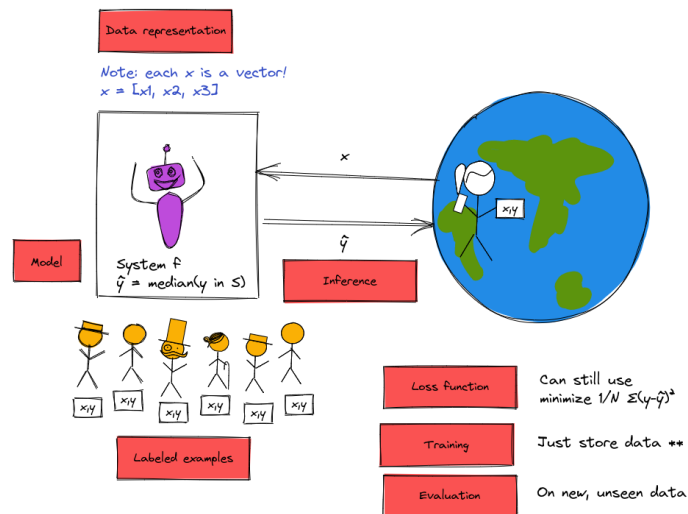 Data representation
Note: each x is a vector!
x = [x1, x2, x3]
x
x,y
ŷ
Model
System f
ŷ = median(y in S)
Inference
x,y
x,y
x,y
x,y
x,y
x,y
Labeled examples
Loss function
Can still use
minimize 1/N Σ(y-ŷ)²
Training
Just store data **
Evaluation
On new, unseen data